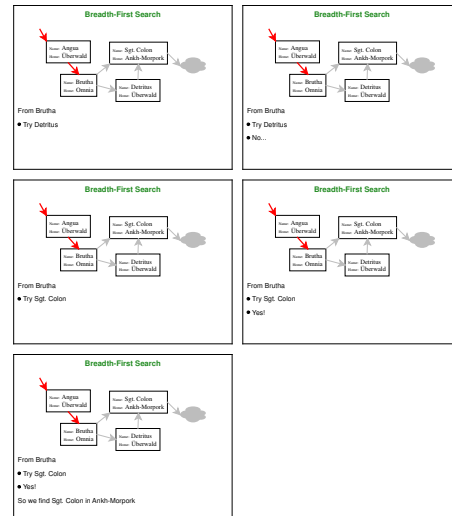 Breadth-First Search
Name: Angua
Home: Überwald
Name: Sgt. Colon
Home: Ankh-Morpork
Name: Brutha
Home: Omnia
Name: Detritus
Home: Überwald
From Brutha
• Try Detritus
Breadth-First Search
Name: Angua
Home: Überwald
Name: Sgt. Colon
Home: Ankh-Morpork
Name: Brutha
Home: Omnia
Name: Detritus
Home: Überwald
From Brutha
• Try Detritus
• No...
Breadth-First Search
Name: Angua
Home: Überwald
Name: Sgt. Colon
Home: Ankh-Morpork
Name: Brutha
Home: Omnia
Name: Detritus
Home: Überwald
From Brutha
• Try Sgt. Colon
Breadth-First Search
Name: Angua
Home: Überwald
Name: Sgt. Colon
Home: Ankh-Morpork
Name: Brutha
Home: Omnia
Name: Detritus
Home: Überwald
From Brutha
• Try Sgt. Colon
• Yes!
Breadth-First Search
Name: Angua
Home: Überwald
Name: Sgt. Colon
Home: Ankh-Morpork
Name: Brutha
Home: Omnia
Name: Detritus
Home: Überwald
From Brutha
• Try Sgt. Colon
• Yes!
So we find Sgt. Colon in Ankh-Morpork